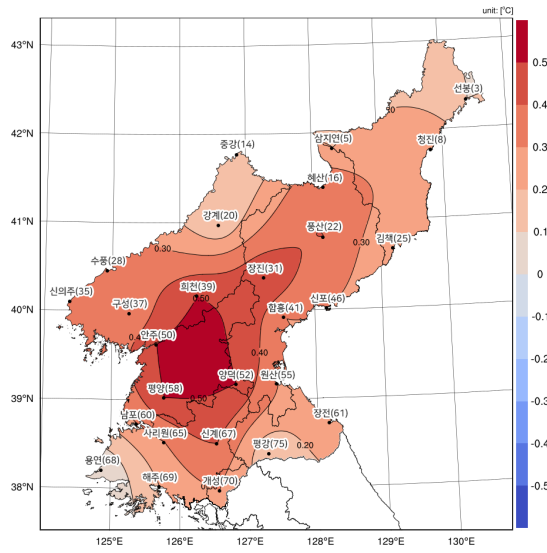 unit: [°C]
43°N
42°N
41°N
40°N
39°N
38°N
선봉(3)
삼지연(5)
청진(8)
중강(14)
혜산(16)
강계(20)
풍산(22)
김책(25)
0.30
0.30
수풍(28)
장진(31)
신의주(35)
구성(37)
희천(39)
함흥(41)
신포(46)
안주(50)
0.40
양덕(52)
원산(55)
평양(58)
0.50
남포(60)
장전(61)
사리원(65)
신계(67)
평강(75)
0.20
용연(68)
해주(69)
개성(70)
125°E
126°E
127°E
128°E
129°E
130°E
0.5
0.4
0.3
0.2
0.1
0
-0.1
-0.2
-0.3
-0.4
-0.5